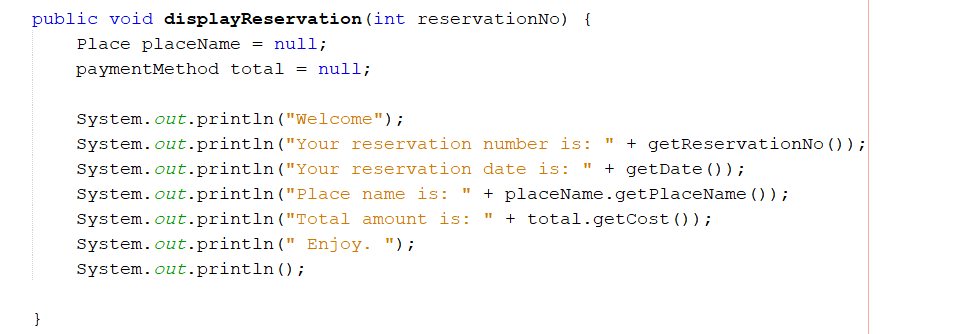 public void displayReservation(int reservationNo) {
    Place placeName = null;
    paymentMethod total = null;
    System.out.println("Welcome");
    System.out.println("Your reservation number is: " + getReservationNo());
    System.out.println("Your reservation date is: " + getDate());
    System.out.println("Place name is: " + placeName.getPlaceName());
    System.out.println("Total amount is: " + total.getCost());
    System.out.println(" Enjoy. ");
    System.out.println();
}